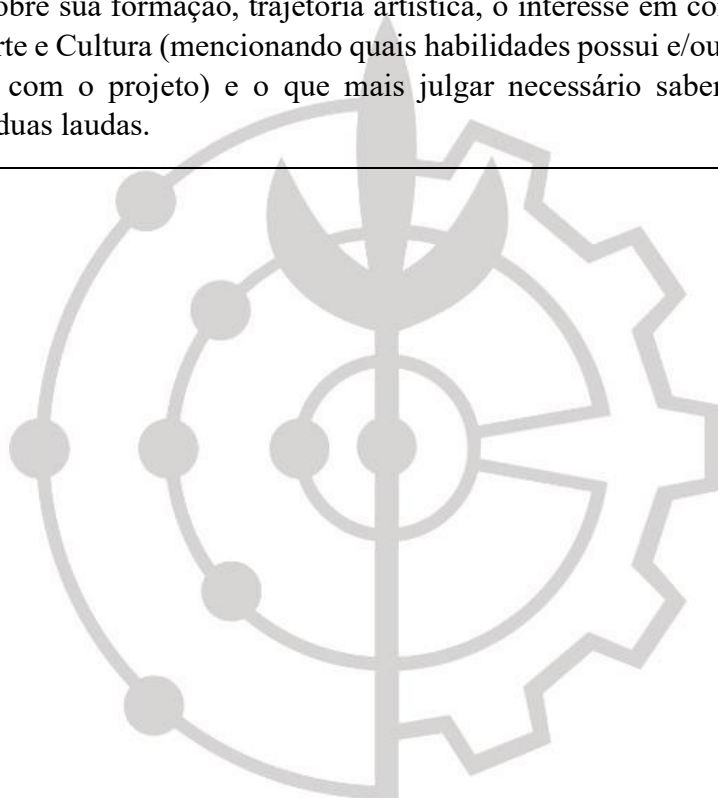 obre sua formação, trajetória artística, o interesse em co
rte e Cultura (mencionando quais habilidades possui e/ou
com o projeto) e o que mais julgar necessário saber
duas laudas.